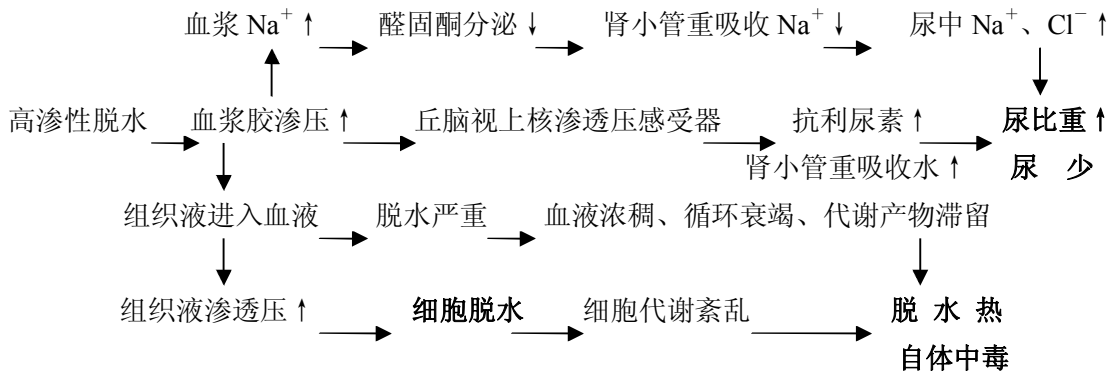 血浆 Na⁺↑ 醛固酮分泌↓ 肾小管重吸收 Na⁺↓ 尿中 Na⁺、Cl⁻↑
高渗性脱水 血浆胶渗压↑ 丘脑视上核渗透压感受器 抗利尿素↑ 尿比重↑
肾小管重吸收水↑ 尿 少
组织液进入血液 脱水严重 血液浓稠、循环衰竭、代谢产物滞留
组织液渗透压↑ 细胞脱水 细胞代谢紊乱 脱 水 热
自体中毒